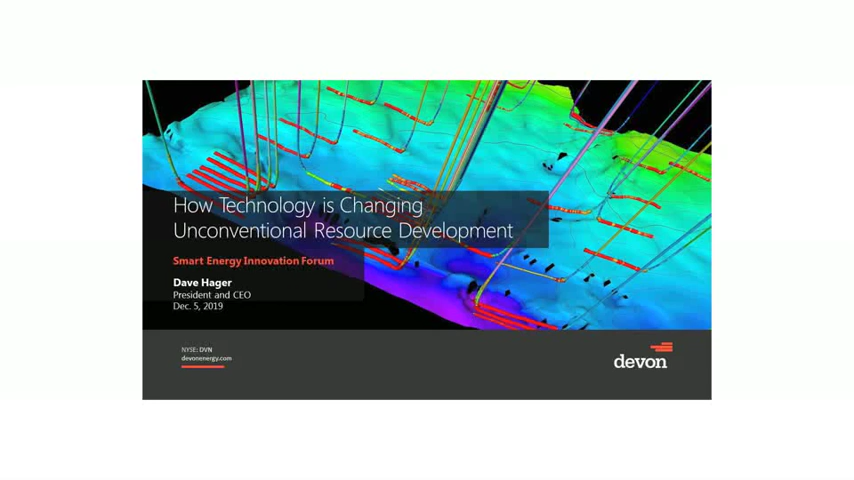 How Technology is Changing
Unconventional Resource Development
Smart Energy Innovation Forum
Dave Hager
President and CEO
Dec. 5, 2019
NYSE: DVN
devonenergy.com
devon